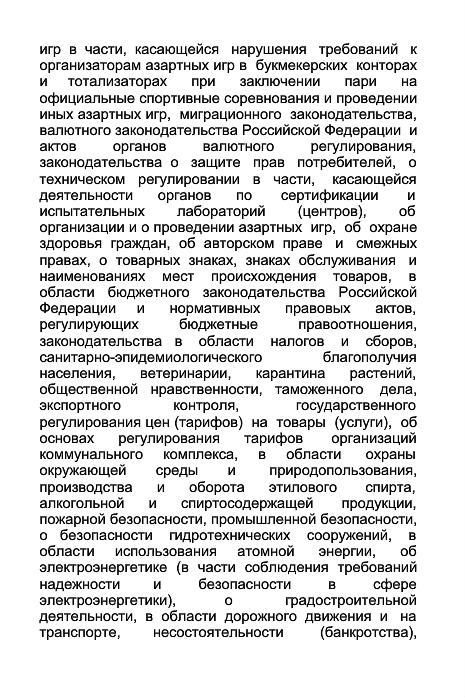 игр в части, касающейся нарушения требований к
организаторам азартных игр в букмекерских конторах
и тотализаторах при заключении пари на
официальные спортивные соревнования и проведении
иных азартных игр, миграционного законодательства,
валютного законодательства Российской Федерации и
актов органов валютного регулирования,
законодательства о защите прав потребителей, о
техническом регулировании в части, касающейся
деятельности органов по сертификации и
испытательных лабораторий (центров), об
организации и о проведении азартных игр, об охране
здоровья граждан, об авторском праве и смежных
правах, о товарных знаках, знаках обслуживания и
наименованиях мест происхождения товаров, в
области бюджетного законодательства Российской
Федерации и нормативных правовых актов,
регулирующих бюджетные правоотношения,
законодательства в области налогов и сборов,
санитарно-эпидемиологического благополучия
населения, ветеринарии, карантина растений,
общественной нравственности, таможенного дела,
экспортного контроля, государственного
регулирования цен (тарифов) на товары (услуги), об
основах регулирования тарифов организаций
коммунального комплекса, в области охраны
окружающей среды и природопользования,
производства и оборота этилового спирта,
алкогольной и спиртосодержащей продукции,
пожарной безопасности, промышленной безопасности,
о безопасности гидротехнических сооружений, в
области использования атомной энергии, об
электроэнергетике (в части соблюдения требований
надежности и безопасности в сфере
электроэнергетики), о градостроительной
деятельности, в области дорожного движения и на
транспорте, несостоятельности (банкротства),